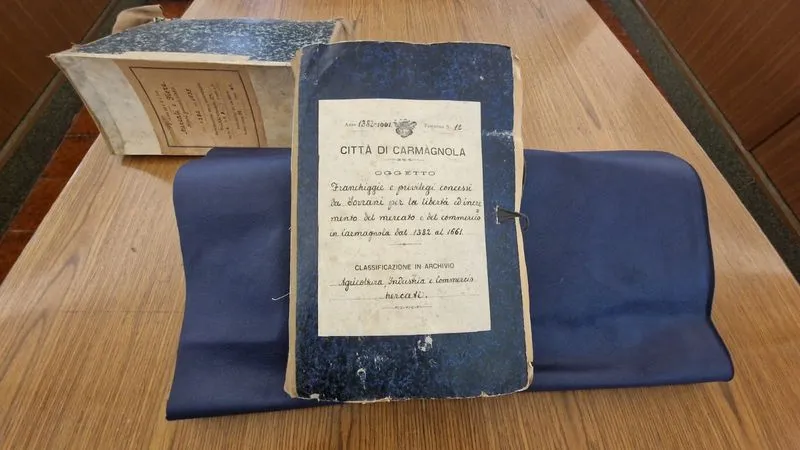 Anno 1382-1661 Fascicolo N. 12
CITTÀ DI CARMAGNOLA
OGGETTO
Franchiggie e privilegi concessi
da Sovrani per la libertà ed incre
mento del mercato e del commercio
in Carmagnola dal 1382 al 1661.
CLASSIFICAZIONE IN ARCHIVIO
Agricoltura, Industria e Commercio
Mercati.